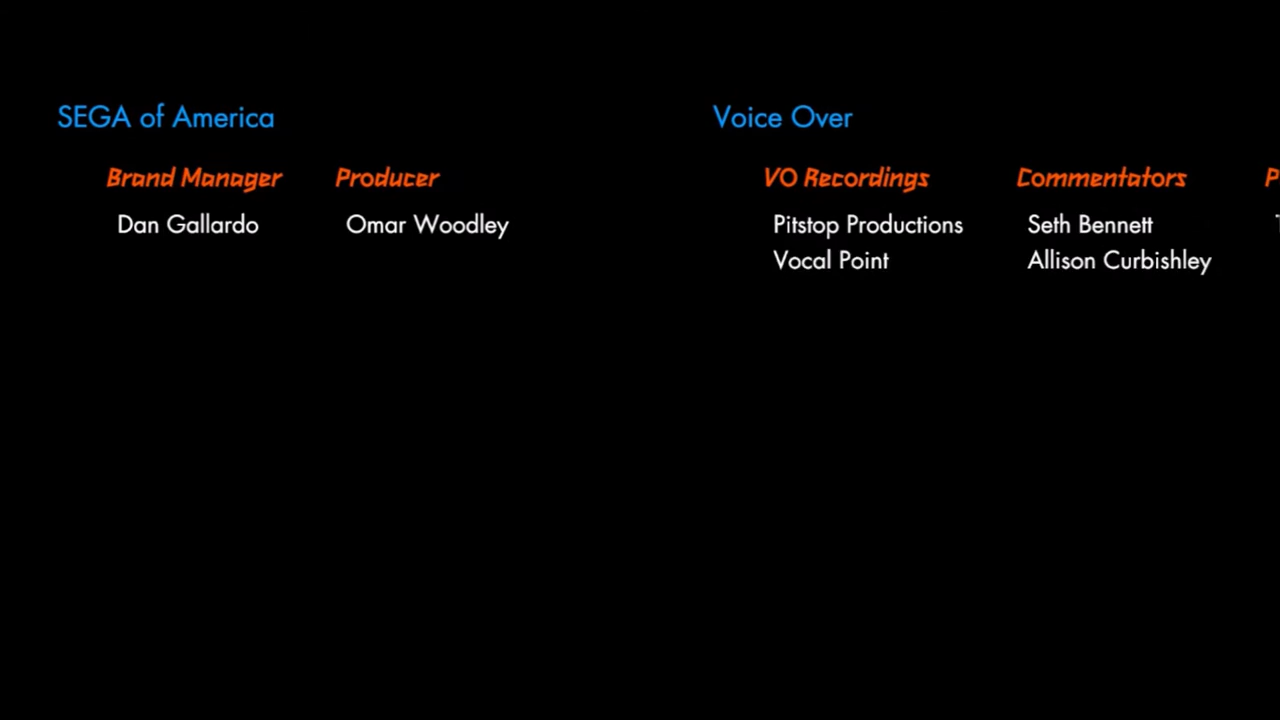 SEGA of America
Brand Manager
Dan Gallardo
Producer
Omar Woodley
Voice Over
VO Recordings
Pitstop Productions
Vocal Point
Commentators
Seth Bennett
Allison Curbishley